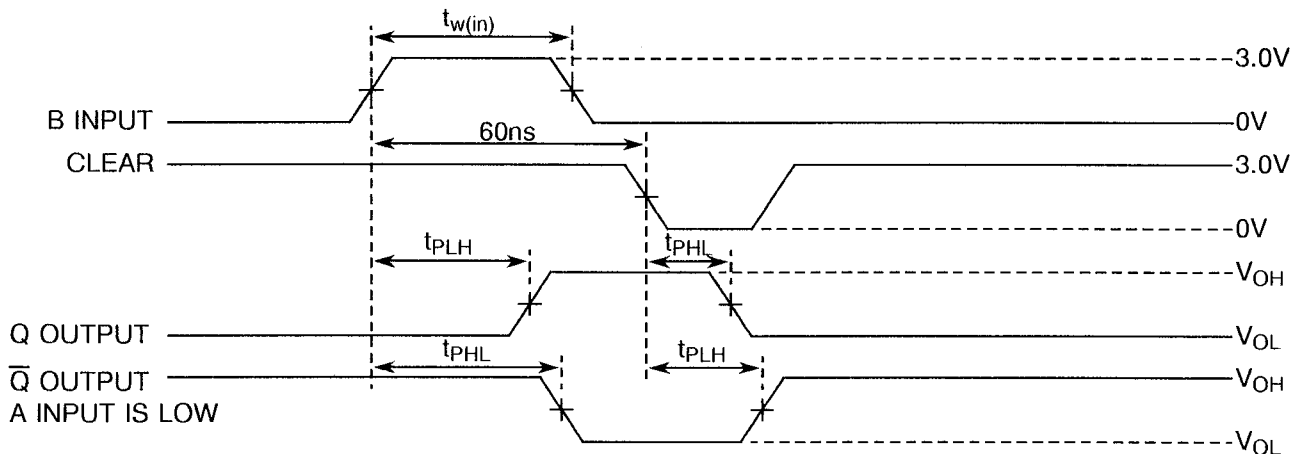 tw(in)
3.0V
B INPUT
0V
60ns
CLEAR
3.0V
0V
tPLH
tPHL
VOH
Q OUTPUT
VOL
tPHL
tPLH
Q̅ OUTPUT
VOH
A INPUT IS LOW
VOL